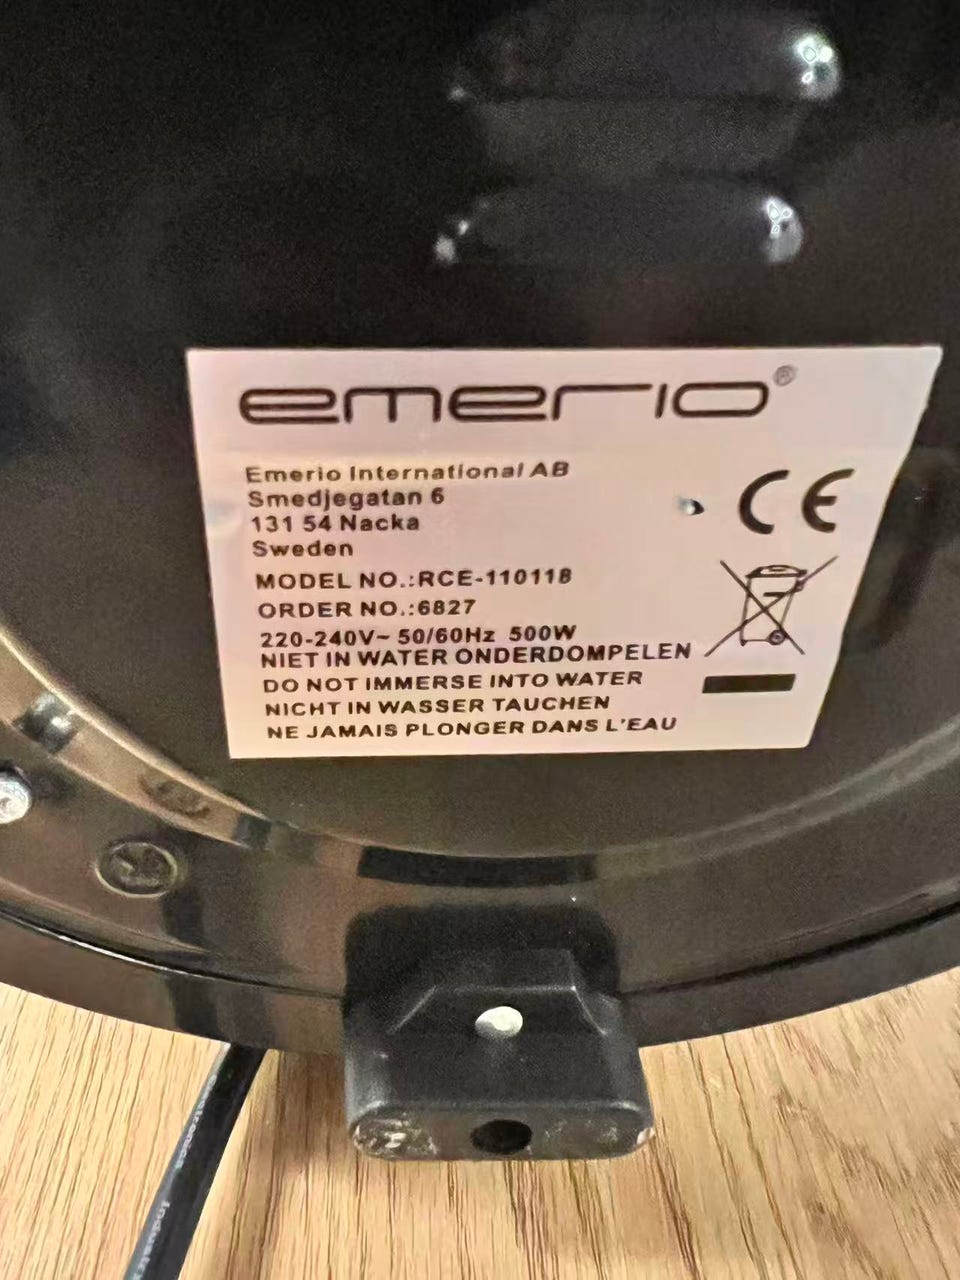 emerio®
Emerio International AB
Smedjegatan 6
131 54 Nacka
Sweden
MODEL NO.:RCE-110118
ORDER NO.:6827
220-240V~ 50/60Hz 500W
NIET IN WATER ONDERDOMPELEN
DO NOT IMMERSE INTO WATER
NICHT IN WASSER TAUCHEN
NE JAMAIS PLONGER DANS L'EAU
CE